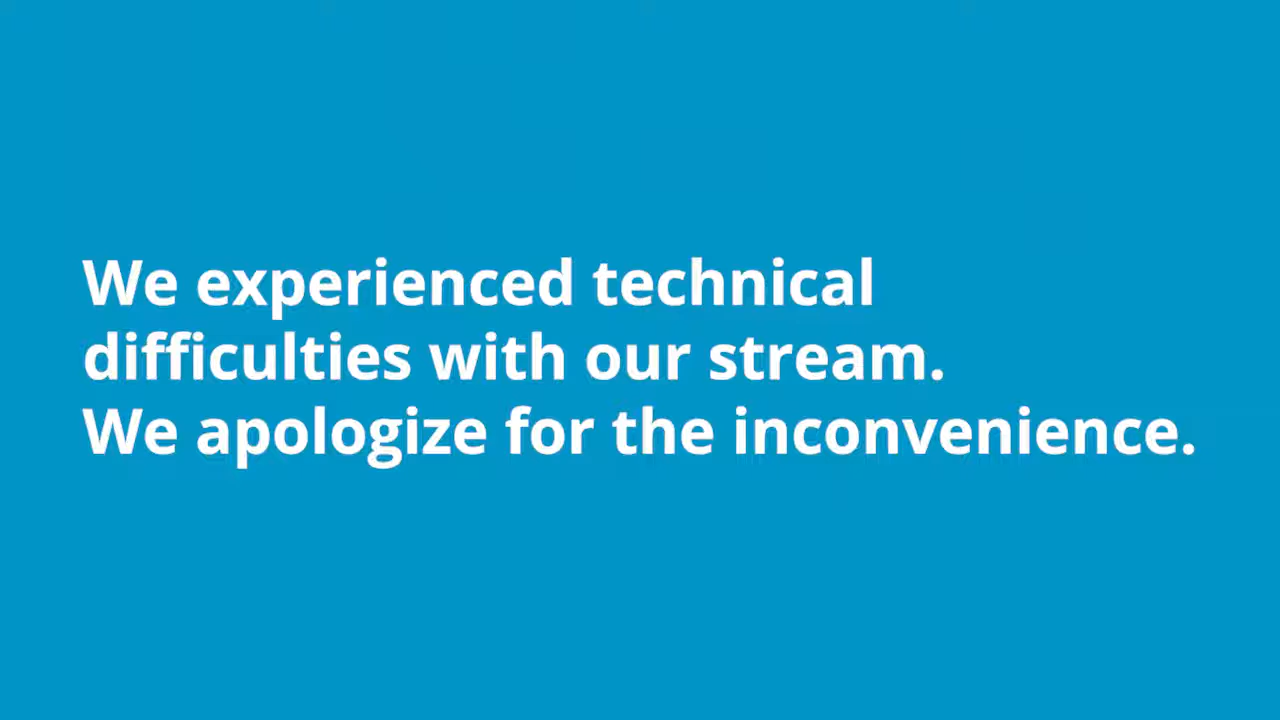 We experienced technical
difficulties with our stream.
We apologize for the inconvenience.